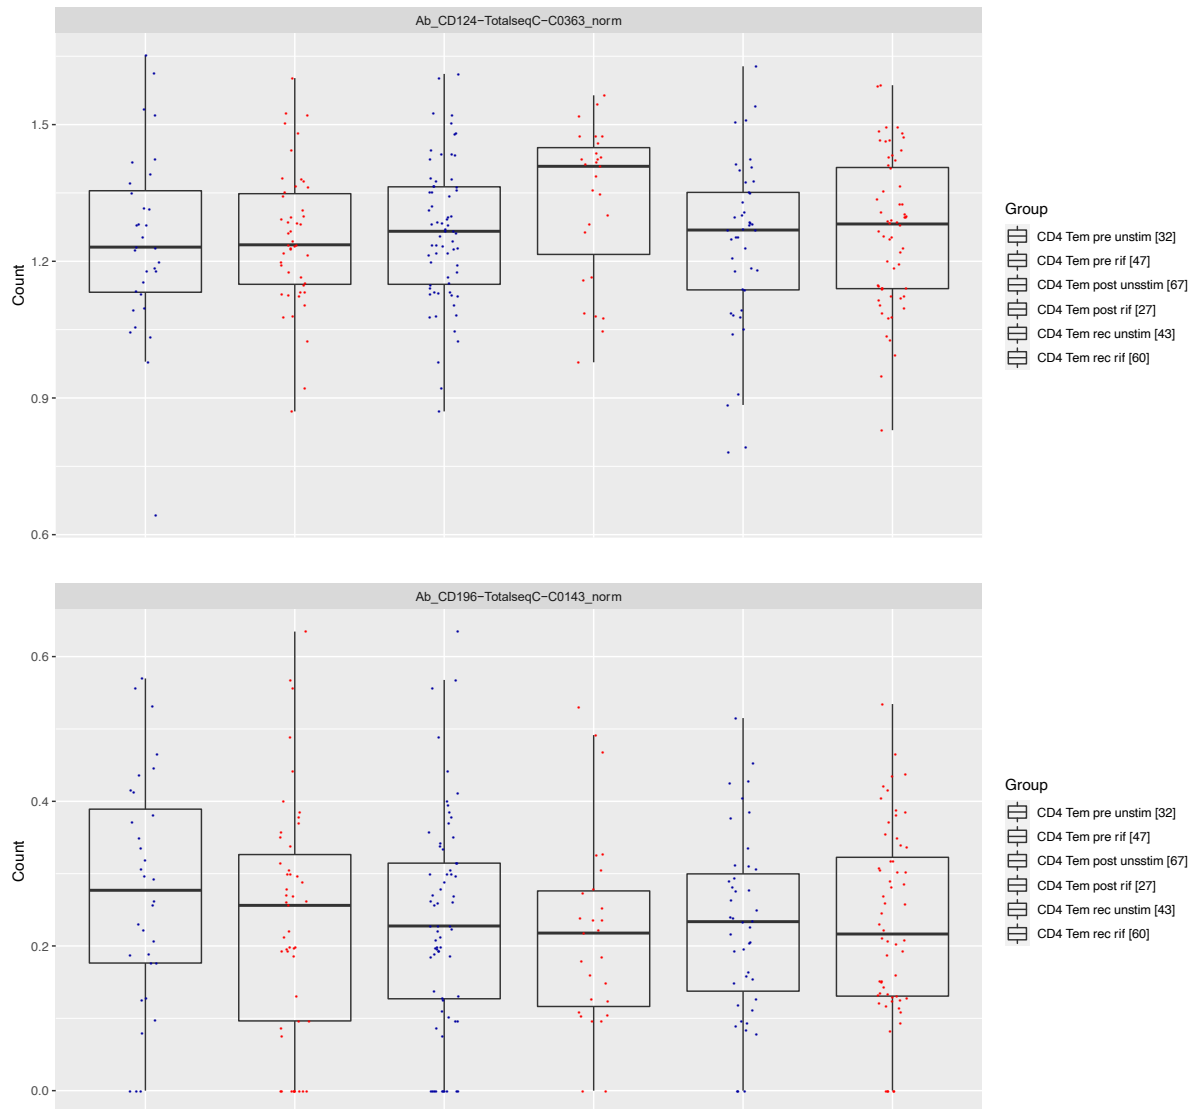 Ab_CD124−TotalseqC−C0363_norm
1.5
1.2
0.9
0.6
Count
Group
CD4 Tem pre unstim [32]
CD4 Tem pre rif [47]
CD4 Tem post unsstim [67]
CD4 Tem post rif [27]
CD4 Tem rec unstim [43]
CD4 Tem rec rif [60]
Ab_CD196−TotalseqC−C0143_norm
0.6
0.4
0.2
0.0
Count
Group
CD4 Tem pre unstim [32]
CD4 Tem pre rif [47]
CD4 Tem post unsstim [67]
CD4 Tem post rif [27]
CD4 Tem rec unstim [43]
CD4 Tem rec rif [60]